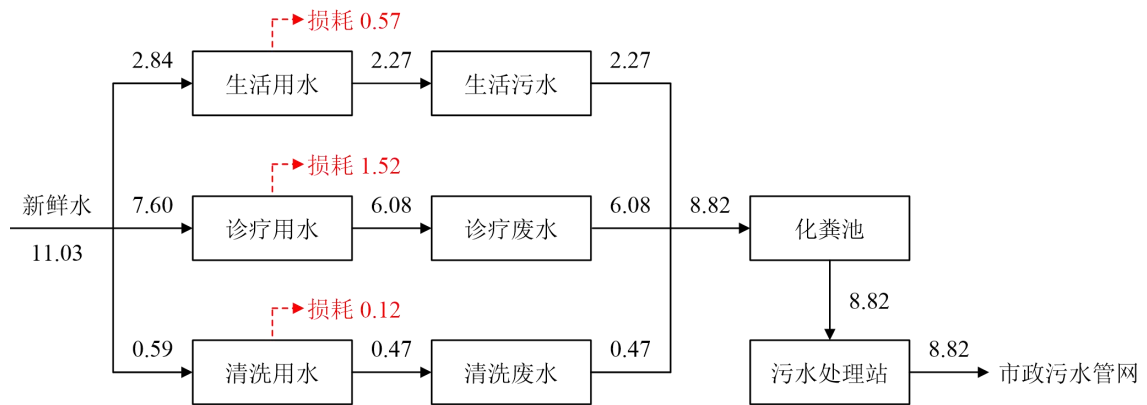 损耗 0.57
2.84
生活用水
2.27
生活污水
2.27
损耗 1.52
新鲜水
11.03
7.60
诊疗用水
6.08
诊疗废水
6.08
8.82
化粪池
8.82
损耗 0.12
0.59
清洗用水
0.47
清洗废水
0.47
污水处理站
8.82
市政污水管网